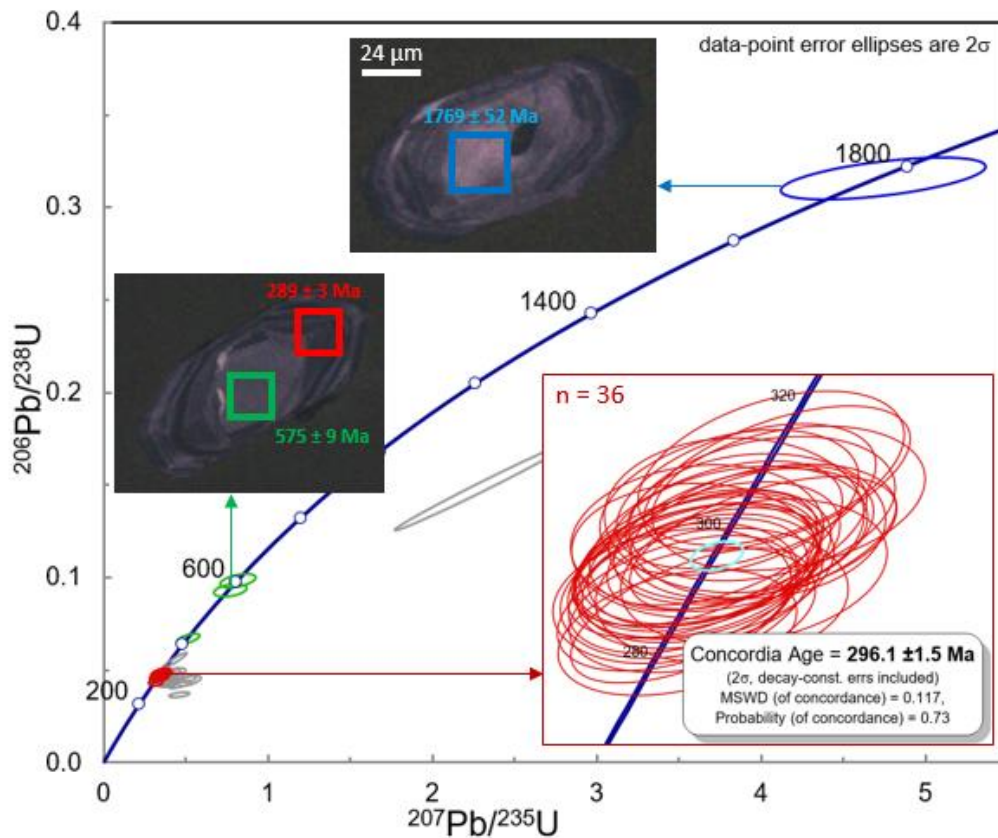 0.4
data-point error ellipses are 2σ
24 µm
1769 ± 52 Ma
1800
0.3
289 ± 3 Ma
1400
206Pb/238U
0.2
n = 36
320
575 ± 9 Ma
300
600
0.1
280
Concordia Age = 296.1 ±1.5 Ma
(2σ, decay-const. errs included)
MSWD (of concordance) = 0.117,
Probability (of concordance) = 0.73
200
0.0
0
1
2
3
4
5
207Pb/235U